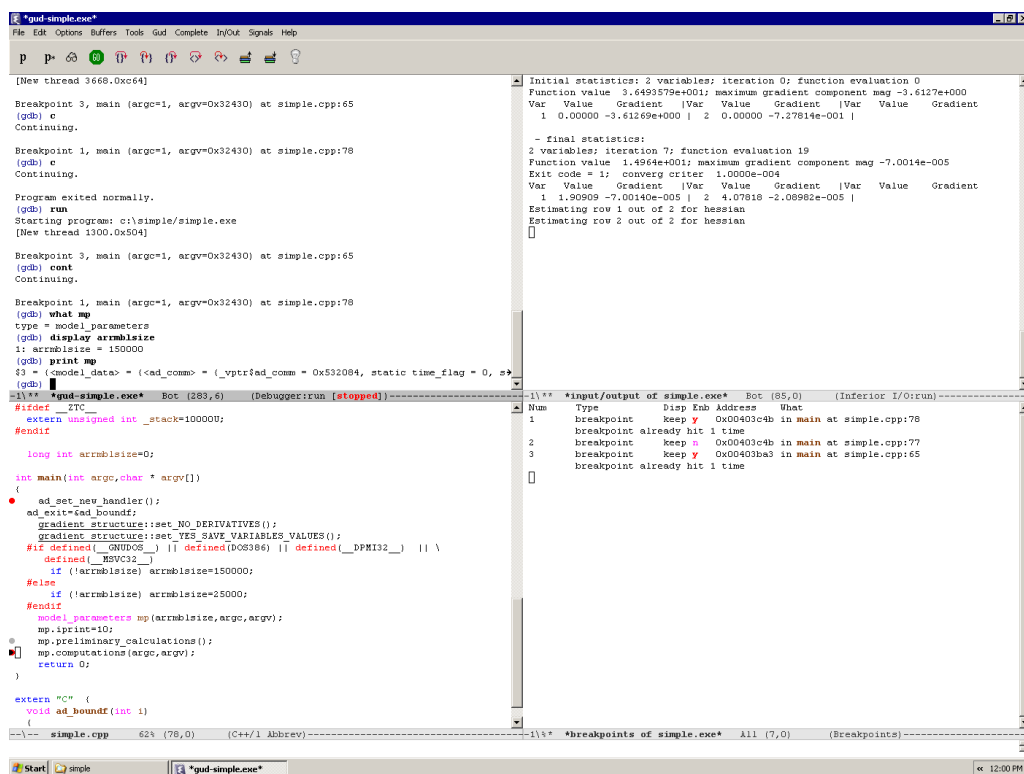 *gud-simple.exe*
File Edit Options Buffers Tools Gud Complete In/Out Signals Help
p p* GO
[New thread 3668.0xc64]
Breakpoint 3, main (argc=1, argv=0x32430) at simple.cpp:65
(gdb) c
Continuing.
Breakpoint 1, main (argc=1, argv=0x32430) at simple.cpp:78
(gdb) c
Continuing.
Program exited normally.
(gdb) run
Starting program: c:\simple/simple.exe
[New thread 1300.0x504]
Breakpoint 3, main (argc=1, argv=0x32430) at simple.cpp:65
(gdb) cont
Continuing.
Breakpoint 1, main (argc=1, argv=0x32430) at simple.cpp:78
(gdb) what mp
type = model_parameters
(gdb) display arrmblsize
1: arrmblsize = 150000
(gdb) print mp
$3 = (<model_data> = {<ad_comm> = {_vptr$ad_comm = 0x532084, static time_flag = 0, s
(gdb)
-1\** *gud-simple.exe* Bot (283,6) (Debugger:run [stopped])
Initial statistics: 2 variables; iteration 0; function evaluation 0
Function value 3.6493579e+001; maximum gradient component mag -3.6127e+000
Var Value Gradient |Var Value Gradient |Var Value Gradient
1 0.00000 -3.61269e+000 | 2 0.00000 -7.27814e-001 |
- final statistics:
2 variables; iteration 7; function evaluation 19
Function value 1.4964e+001; maximum gradient component mag -7.0014e-005
Exit code = 1; converg criter 1.0000e-004
Var Value Gradient |Var Value Gradient |Var Value Gradient
1 1.90909 -7.00140e-005 | 2 4.07818 -2.08982e-005 |
Estimating row 1 out of 2 for hessian
Estimating row 2 out of 2 for hessian
-1\** *input/output of simple.exe* Bot (85,0) (Inferior I/O:run)
#ifdef __ZTC__
extern unsigned int _stack=10000U;
#endif
long int arrmblsize=0;
int main(int argc,char * argv[])
{
ad_set_new_handler();
ad_exit=&ad_boundf;
gradient_structure::set_NO_DERIVATIVES();
gradient_structure::set_YES_SAVE_VARIABLES_VALUES();
#if defined(__GNUDOS__) || defined(DOS386) || defined(__DPMI32__) || \
defined(__MSVC32__)
if (!arrmblsize) arrmblsize=150000;
#else
if (!arrmblsize) arrmblsize=25000;
#endif
model_parameters mp(arrmblsize,argc,argv);
mp.iprint=10;
mp.preliminary_calculations();
mp.computations(argc,argv);
return 0;
}
extern "C" {
void ad_boundf(int i)
{
--\-- simple.cpp 62% (78,0) (C++/l Abbrev)
Num Type Disp Enb Address What
1 breakpoint keep y 0x00403c4b in main at simple.cpp:78
breakpoint already hit 1 time
2 breakpoint keep n 0x00403c4b in main at simple.cpp:77
3 breakpoint keep y 0x00403ba3 in main at simple.cpp:65
breakpoint already hit 1 time
-1\%* *breakpoints of simple.exe* All (7,0) (Breakpoints)
Start simple *gud-simple.exe* « 12:00 PM